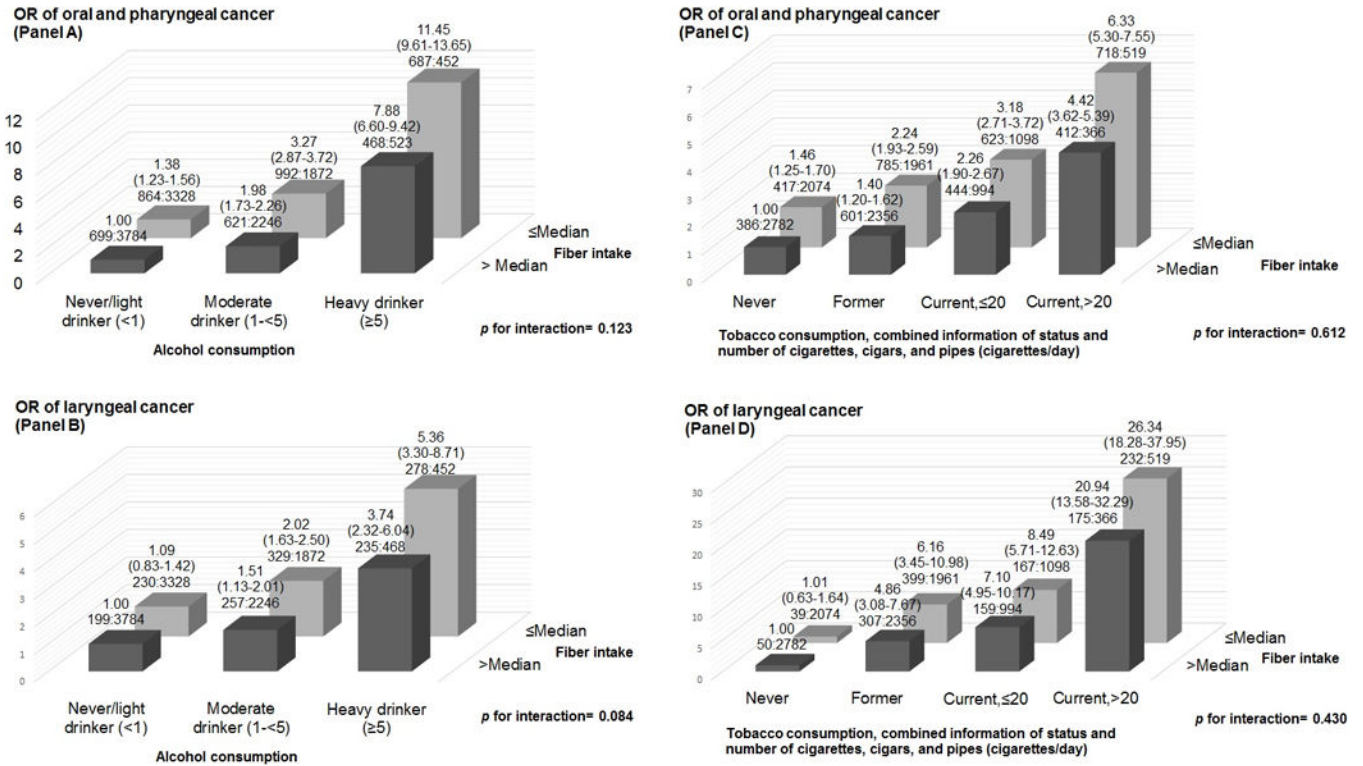 OR of oral and pharyngeal cancer
(Panel A)
12
10
8
6
4
2
0
1.00
699:3784
1.38
(1.23-1.56)
864:3328
1.98
(1.73-2.26)
621:2246
3.27
(2.87-3.72)
992:1872
7.88
(6.60-9.42)
468:523
11.45
(9.61-13.65)
687:452
≤Median
Fiber intake
> Median
Never/light
drinker (<1)
Moderate
drinker (1-<5)
Heavy drinker
(≥5)
p for interaction= 0.123
Alcohol consumption
OR of oral and pharyngeal cancer
(Panel C)
7
6
5
4
3
2
1
0
1.00
386:2782
1.46
(1.25-1.70)
417:2074
1.40
(1.20-1.62)
601:2356
2.24
(1.93-2.59)
785:1961
2.26
(1.90-2.67)
444:994
3.18
(2.71-3.72)
623:1098
4.42
(3.62-5.39)
412:366
6.33
(5.30-7.55)
718:519
≤Median
Fiber intake
>Median
Never
Former
Current,≤20
Current,>20
p for interaction= 0.612
Tobacco consumption, combined information of status and
number of cigarettes, cigars, and pipes (cigarettes/day)
OR of laryngeal cancer
(Panel B)
6
5
4
3
2
1
0
1.00
199:3784
1.09
(0.83-1.42)
230:3328
1.51
(1.13-2.01)
257:2246
2.02
(1.63-2.50)
329:1872
3.74
(2.32-6.04)
235:468
5.36
(3.30-8.71)
278:452
≤Median
Fiber intake
>Median
Never/light
drinker (<1)
Moderate
drinker (1-<5)
Heavy drinker
(≥5)
p for interaction= 0.084
Alcohol consumption
OR of laryngeal cancer
(Panel D)
30
25
20
15
10
5
0
1.00
50:2782
1.01
(0.63-1.64)
39:2074
4.86
(3.08-7.67)
307:2356
6.16
(3.45-10.98)
399:1961
7.10
(4.95-10.17)
159:994
8.49
(5.71-12.63)
167:1098
20.94
(13.58-32.29)
175:366
26.34
(18.28-37.95)
232:519
≤Median
Fiber intake
>Median
Never
Former
Current,≤20
Current,>20
p for interaction= 0.430
Tobacco consumption, combined information of status and
number of cigarettes, cigars, and pipes (cigarettes/day)